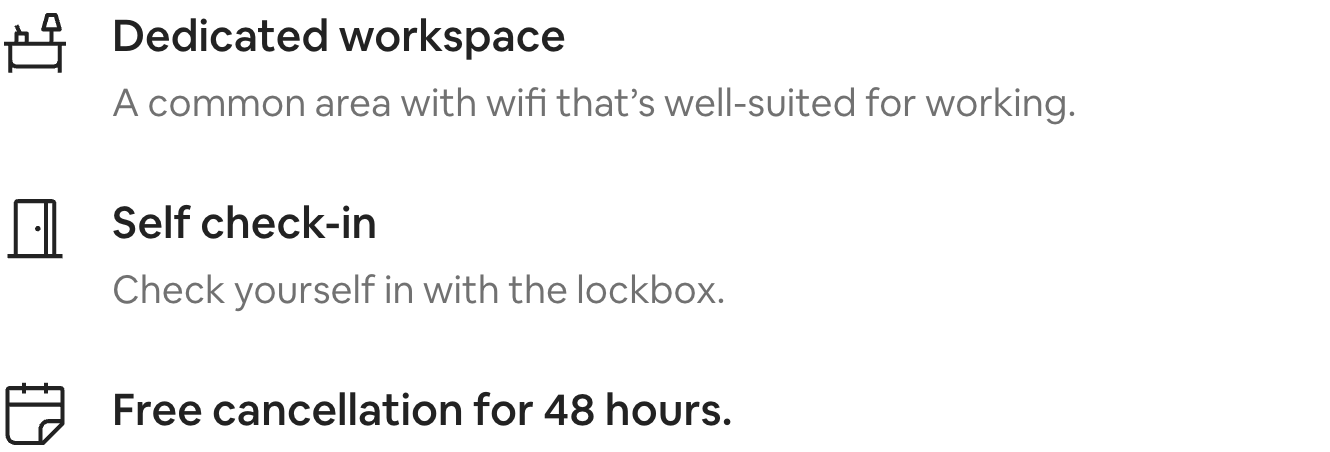 Dedicated workspace
A common area with wifi that’s well-suited for working.
Self check-in
Check yourself in with the lockbox.
Free cancellation for 48 hours.